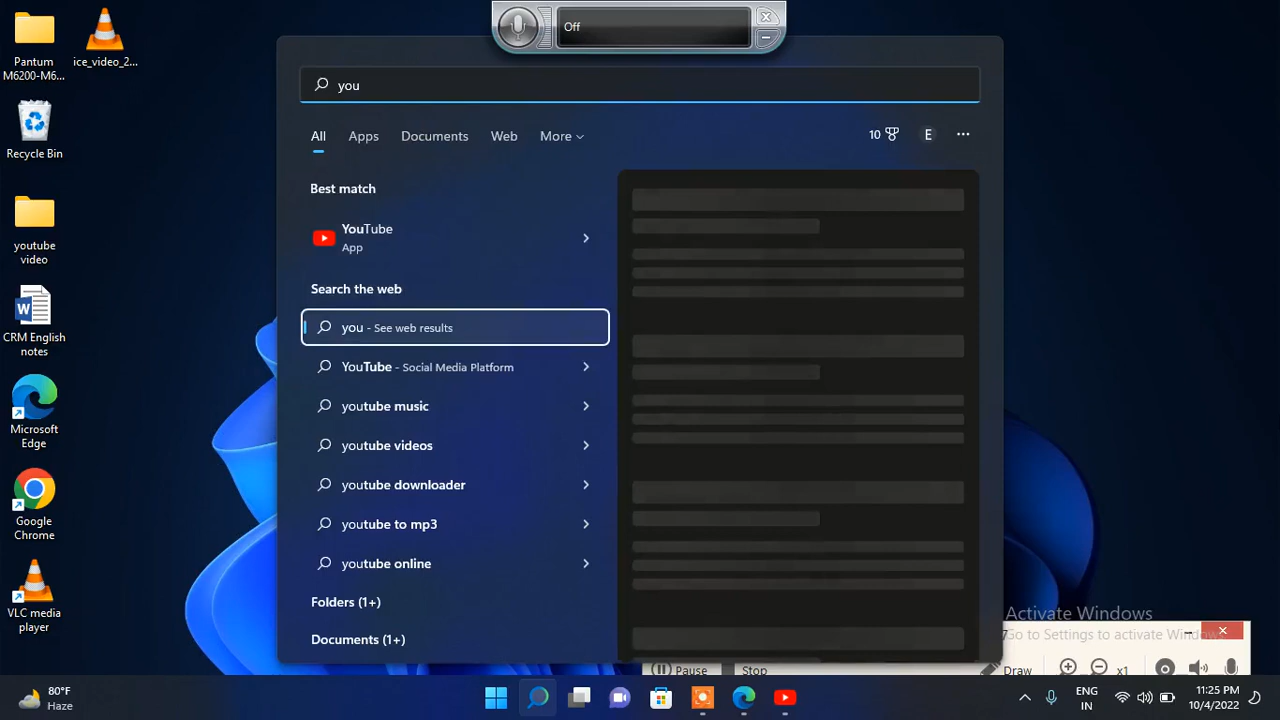 Pantum
M6200-M6...
ice_video_2...
Recycle Bin
youtube
video
CRM English
notes
Microsoft
Edge
Google
Chrome
VLC media
player
Off
you
All
Apps
Documents
Web
More
10
E
Best match
YouTube
App
Search the web
you - See web results
YouTube - Social Media Platform
youtube music
youtube videos
youtube downloader
youtube to mp3
youtube online
Folders (1+)
Documents (1+)
Activate Windows
Go to Settings to activate Windows.
Pause
Stop
Draw
x1
80°F
Haze
ENG
IN
11:25 PM
10/4/2022